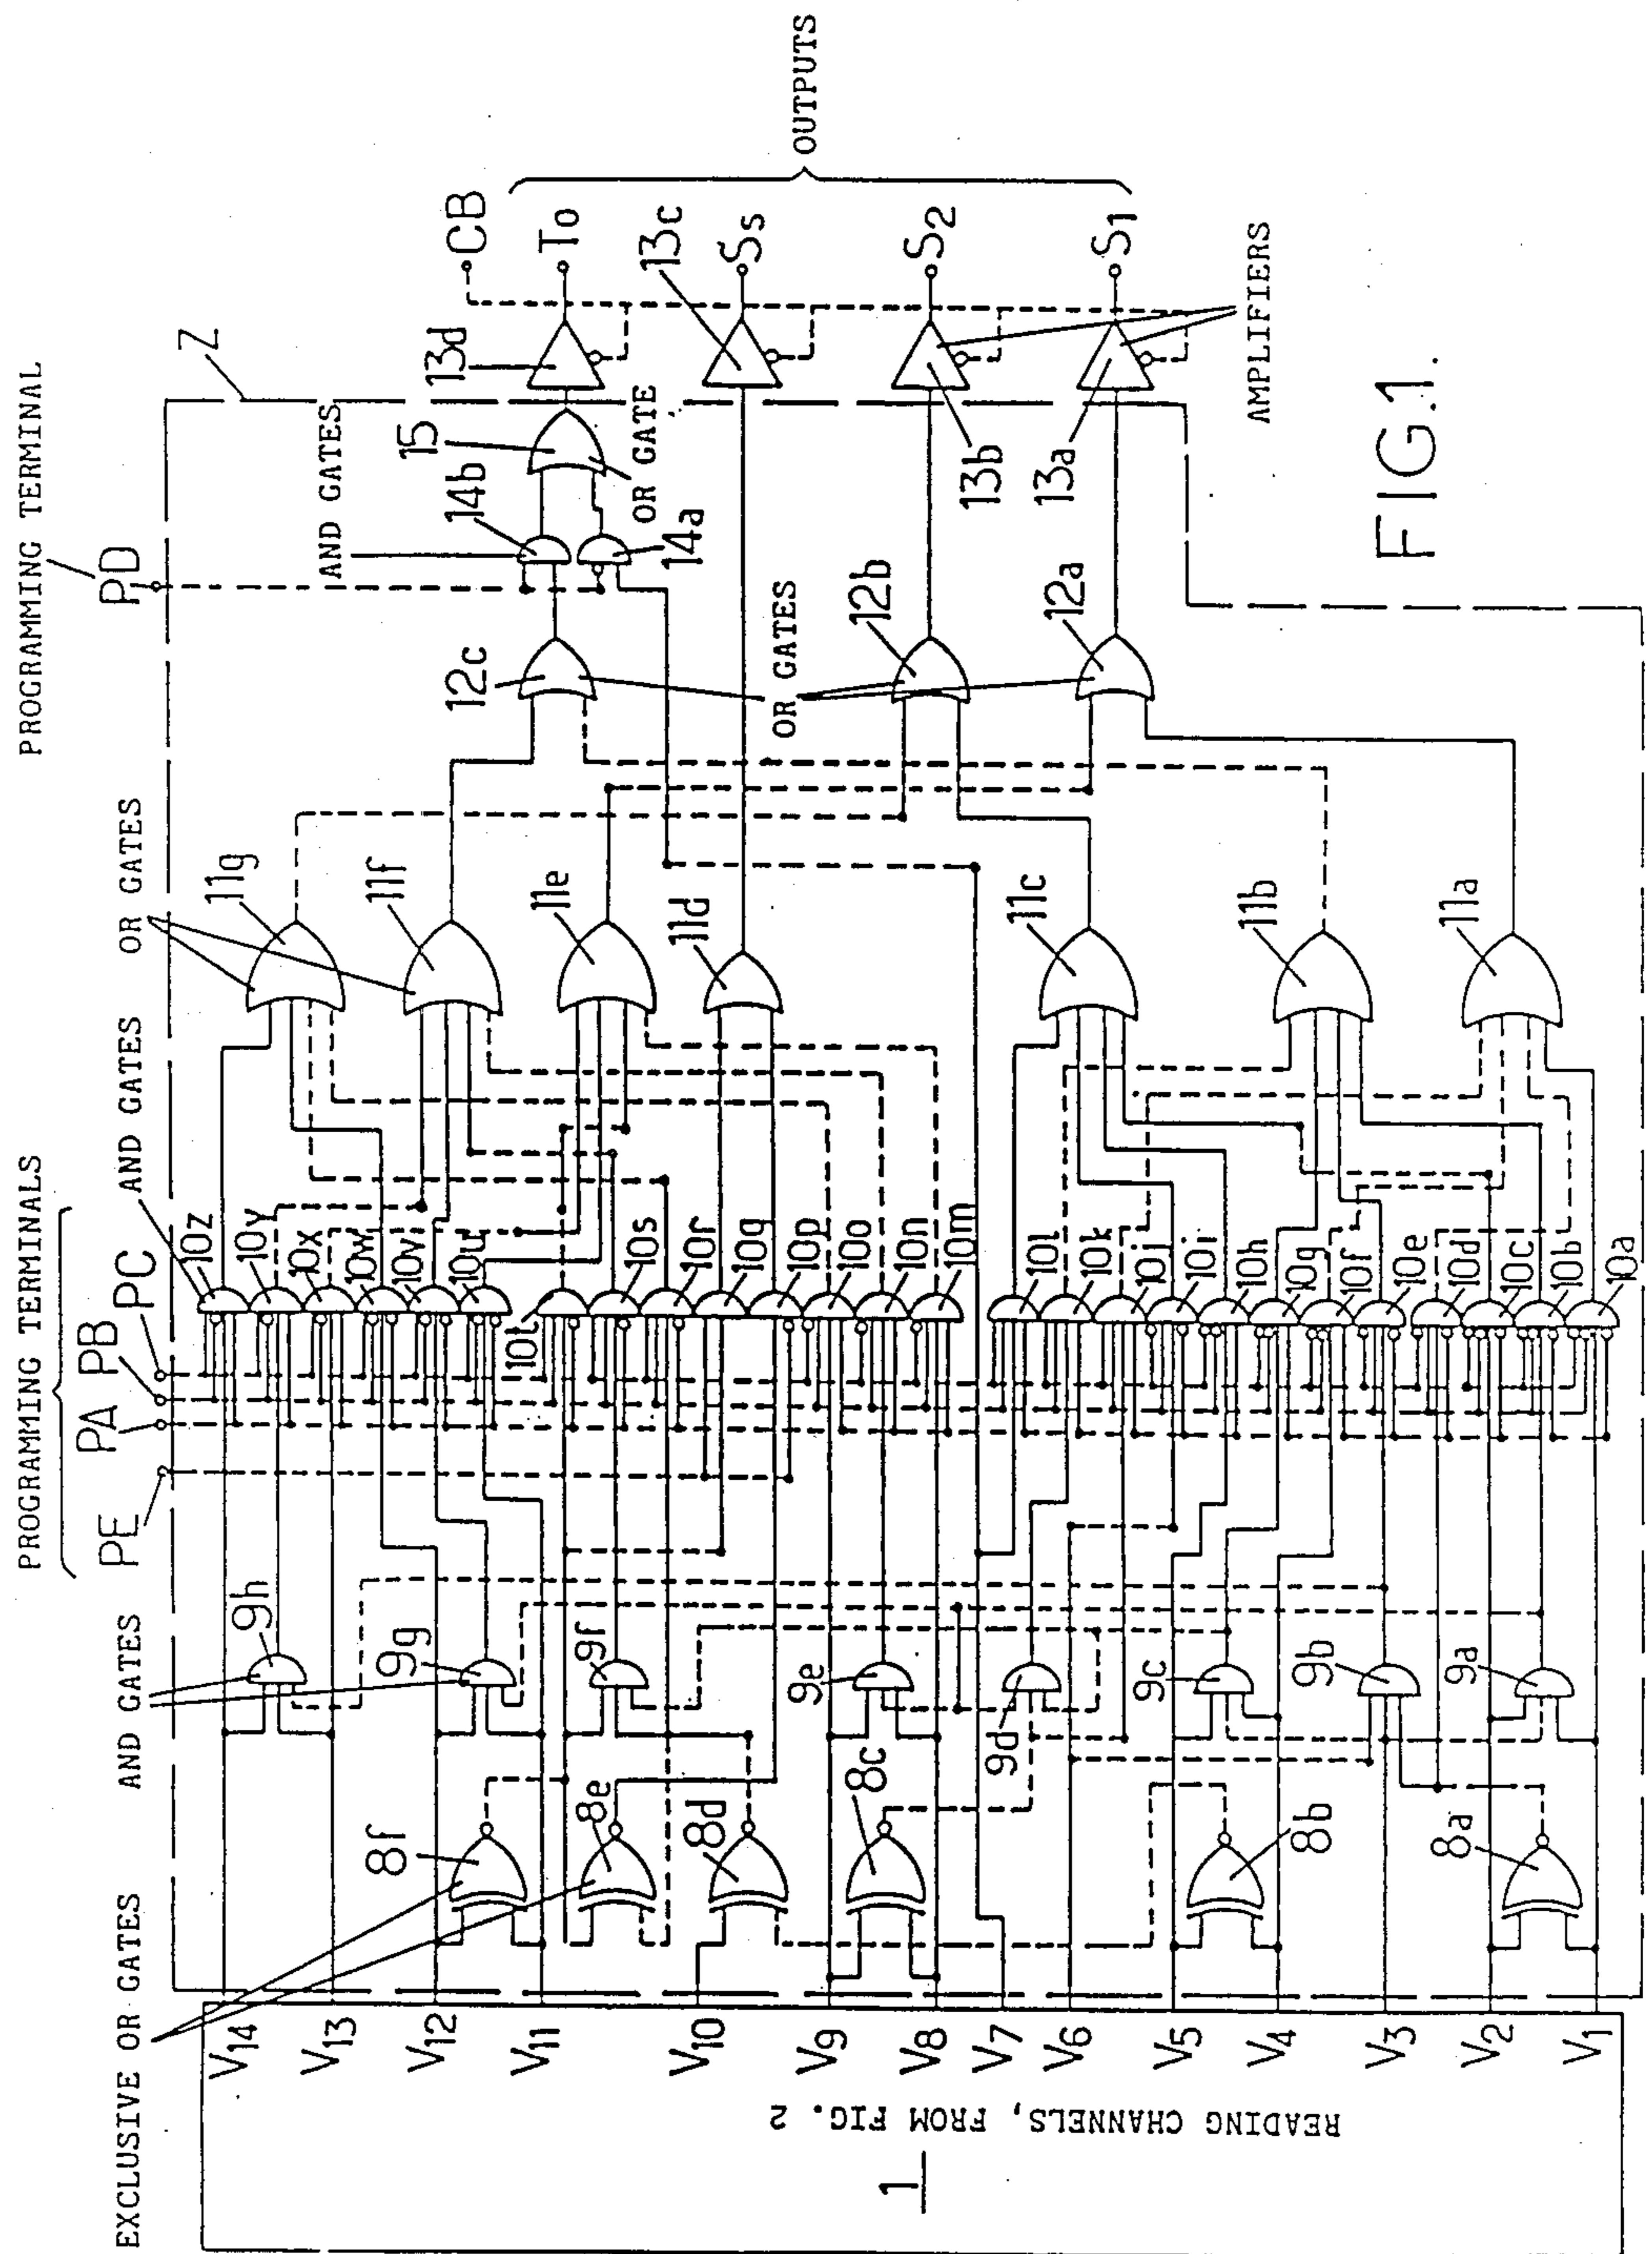 PROGRAMMING TERMINAL
PD
Z
PROGRAMMING TERMINALS
PE
PA
PB
PC
EXCLUSIVE OR GATES
AND GATES
AND GATES
OR GATES
AND GATES
OR GATE
OR GATES
AMPLIFIERS
OUTPUTS
CB
To
Ss
S2
S1
13d
13c
13b
13a
15
14b
14a
12c
12b
12a
11g
11f
11e
11d
11c
11b
11a
10z
10y
10x
10w
10v
10u
10t
10s
10r
10q
10p
10o
10n
10m
10l
10k
10j
10i
10h
10g
10f
10e
10d
10c
10b
10a
9h
9g
9f
9e
9d
9c
9b
9a
8f
8e
8d
8c
8b
8a
V14
V13
V12
V11
V10
V9
V8
V7
V6
V5
V4
V3
V2
V1
READING CHANNELS, FROM FIG. 2
1
FIG.1.